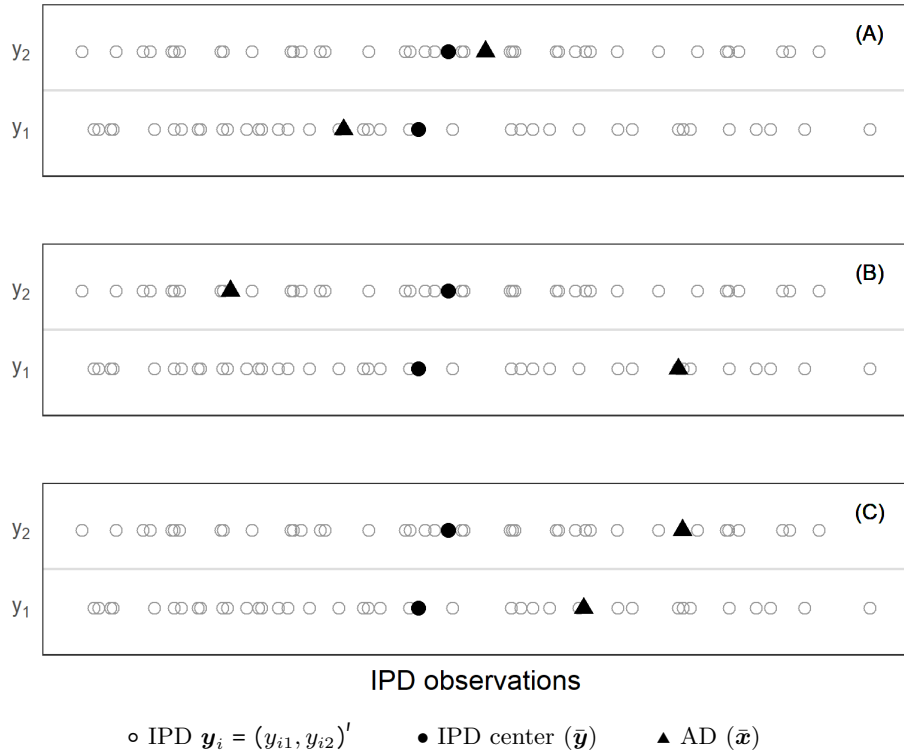 (A)
y₂
y₁
(B)
y₂
y₁
(C)
y₂
y₁
IPD observations
IPD 𝒚ᵢ = (yᵢ₁, yᵢ₂)′ IPD center (𝒚̄) AD (𝒙̄)